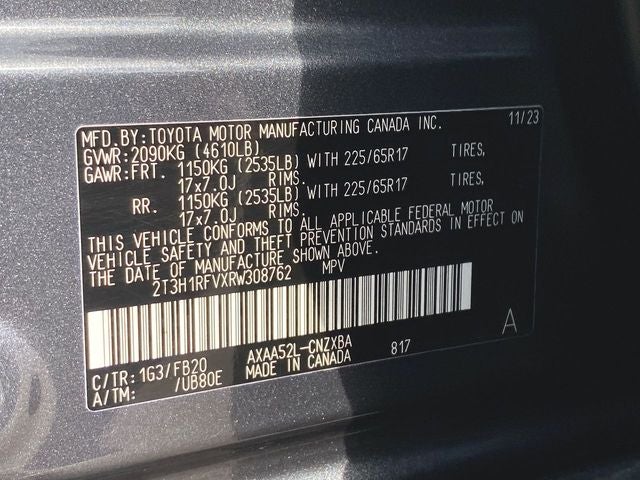 MFD.BY:TOYOTA MOTOR MANUFACTURING CANADA INC. 11/23
GVWR:2090KG (4610LB)
GAWR:FRT. 1150KG (2535LB) WITH 225/65R17 TIRES,
17x7.0J RIMS.
RR. 1150KG (2535LB) WITH 225/65R17 TIRES,
17x7.0J RIMS.
THIS VEHICLE CONFORMS TO ALL APPLICABLE FEDERAL MOTOR
VEHICLE SAFETY AND THEFT PREVENTION STANDARDS IN EFFECT ON
THE DATE OF MANUFACTURE SHOWN ABOVE.
2T3H1RFVXRW308762 MPV
A
C/TR:1G3/FB20 AXAA52L-CNZXBA 817
A/TM: /UB80E MADE IN CANADA